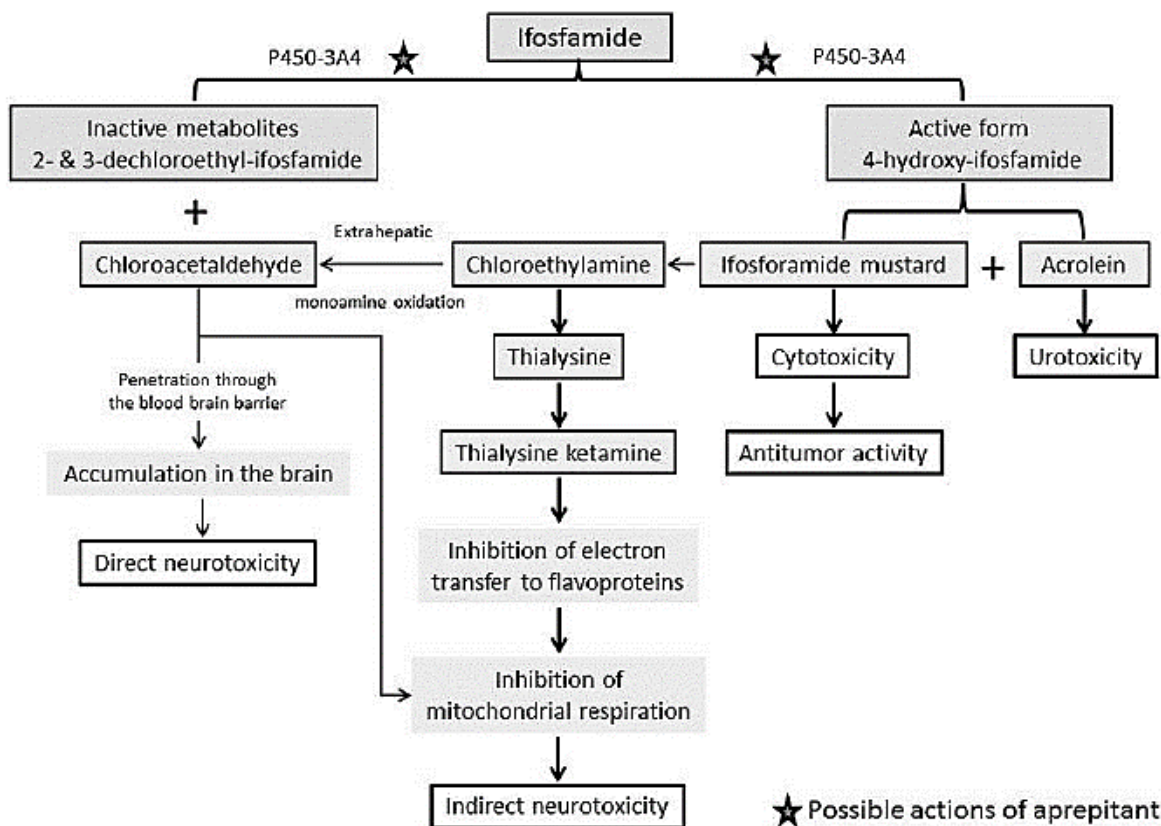 Ifosfamide
P450-3A4
P450-3A4
Inactive metabolites
2- & 3-dechloroethyl-ifosfamide
Active form
4-hydroxy-ifosfamide
+
Chloroacetaldehyde
Extrahepatic
monoamine oxidation
Chloroethylamine
Ifosforamide mustard
+
Acrolein
Thialysine
Cytotoxicity
Urotoxicity
Penetration through
the blood brain barrier
Thialysine ketamine
Antitumor activity
Accumulation in the brain
Direct neurotoxicity
Inhibition of electron
transfer to flavoproteins
Inhibition of
mitochondrial respiration
Indirect neurotoxicity
Possible actions of aprepitant